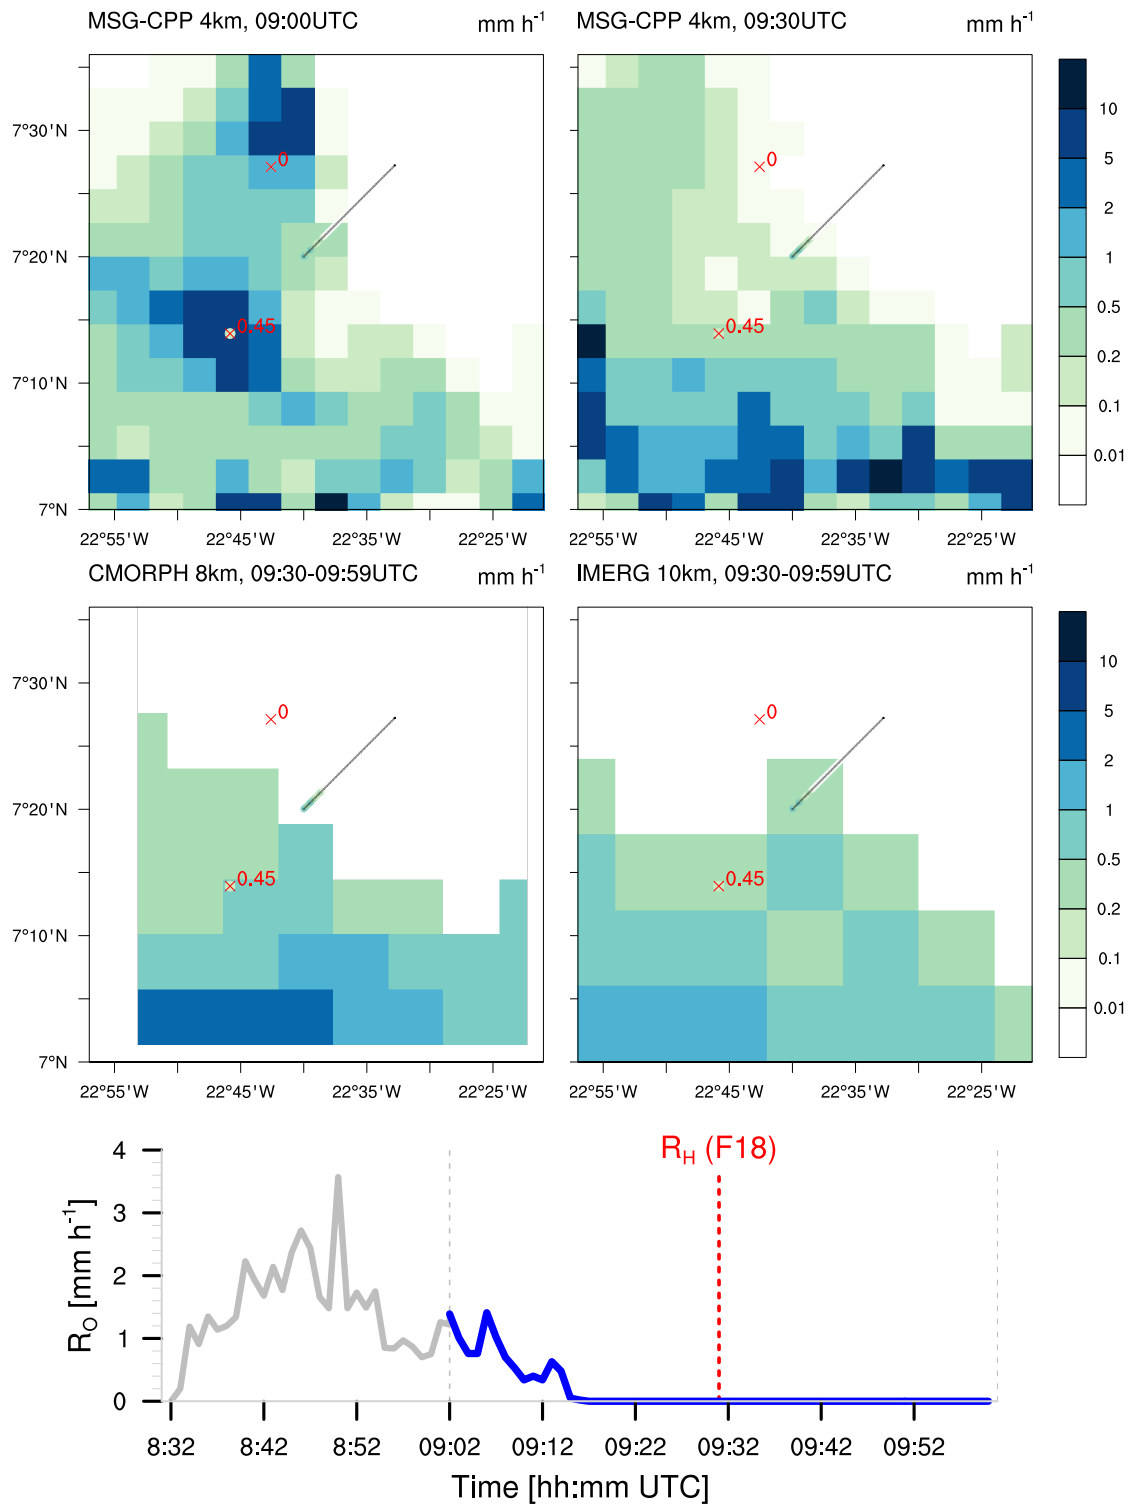 MSG-CPP 4km, 09:00UTC mm h⁻¹
MSG-CPP 4km, 09:30UTC mm h⁻¹
7°30'N
7°20'N
7°10'N
7°N
0
0.45
22°55'W 22°45'W 22°35'W 22°25'W
0
0.45
22°55'W 22°45'W 22°35'W 22°25'W
10
5
2
1
0.5
0.2
0.1
0.01
CMORPH 8km, 09:30-09:59UTC mm h⁻¹
IMERG 10km, 09:30-09:59UTC mm h⁻¹
7°30'N
7°20'N
7°10'N
7°N
0
0.45
22°55'W 22°45'W 22°35'W 22°25'W
0
0.45
22°55'W 22°45'W 22°35'W 22°25'W
10
5
2
1
0.5
0.2
0.1
0.01
R_H (F18)
R_O [mm h⁻¹]
4
3
2
1
0
8:32 8:42 8:52 09:02 09:12 09:22 09:32 09:42 09:52
Time [hh:mm UTC]